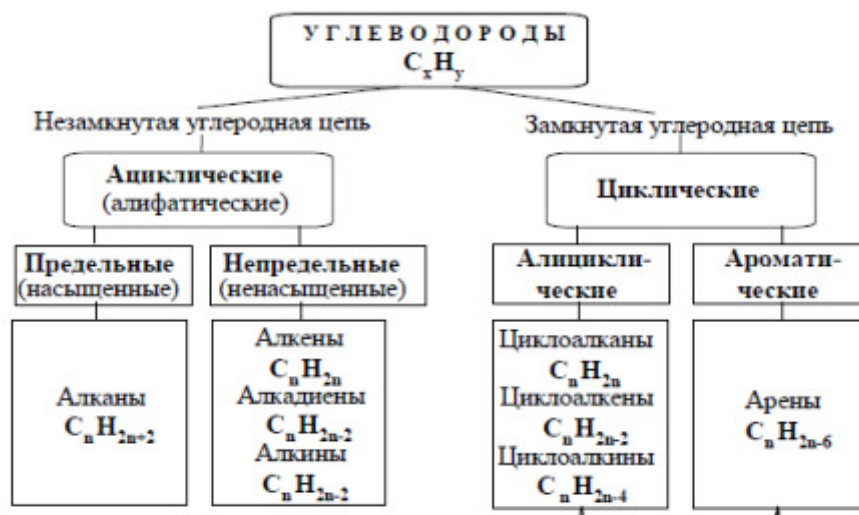 УГЛЕВОДОРОДЫ
CₓHᵧ
Незамкнутая углеродная цепь
Замкнутая углеродная цепь
Ациклические
(алифатические)
Циклические
Предельные
(насыщенные)
Непредельные
(ненасыщенные)
Алицикли-
ческие
Аромати-
ческие
Алканы
CₙH₂ₙ₊₂
Алкены
CₙH₂ₙ
Алкадиены
CₙH₂ₙ₋₂
Алкины
CₙH₂ₙ₋₂
Циклоалканы
CₙH₂ₙ
Циклоалкены
CₙH₂ₙ₋₂
Циклоалкины
CₙH₂ₙ₋₄
Арены
CₙH₂ₙ₋₆